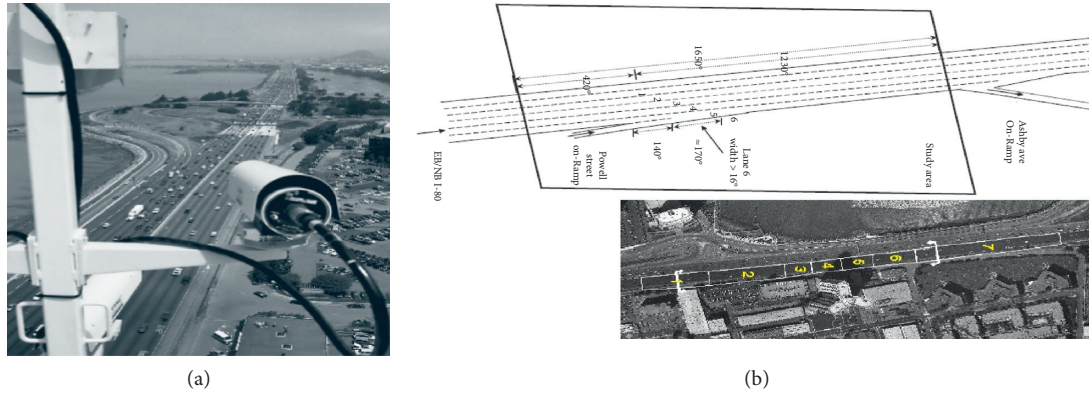 1650°
1230°
420°
1
2
3
4
5
6
Lane 6
width > 16°
≈ 170°
140°
Powell
street
on-Ramp
EB/NB I-80
Study area
Ashby ave
On-Ramp
1
2
3
4
5
6
7
(a)
(b)